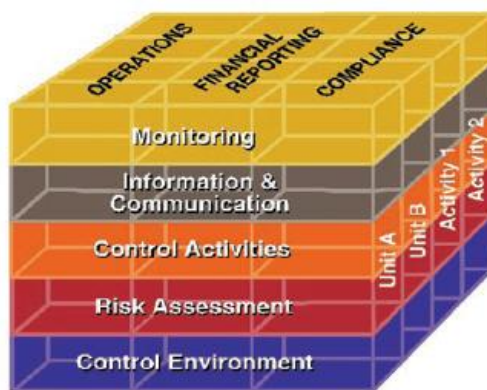 OPERATIONS
FINANCIAL
REPORTING
COMPLIANCE
Monitoring
Information &
Communication
Control Activities
Risk Assessment
Control Environment
Unit A
Unit B
Activity 1
Activity 2